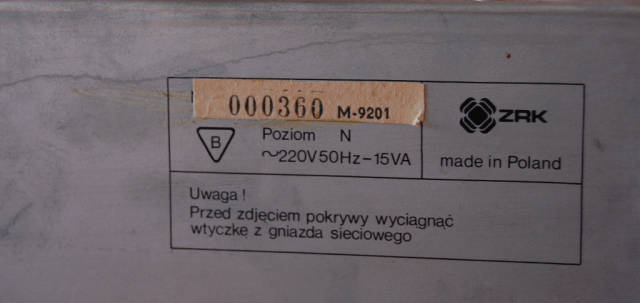 000360 M-9201
B
Poziom N
~220V50Hz-15VA
ZRK
made in Poland
Uwaga!
Przed zdjęciem pokrywy wyciągnąć
wtyczkę z gniazda sieciowego